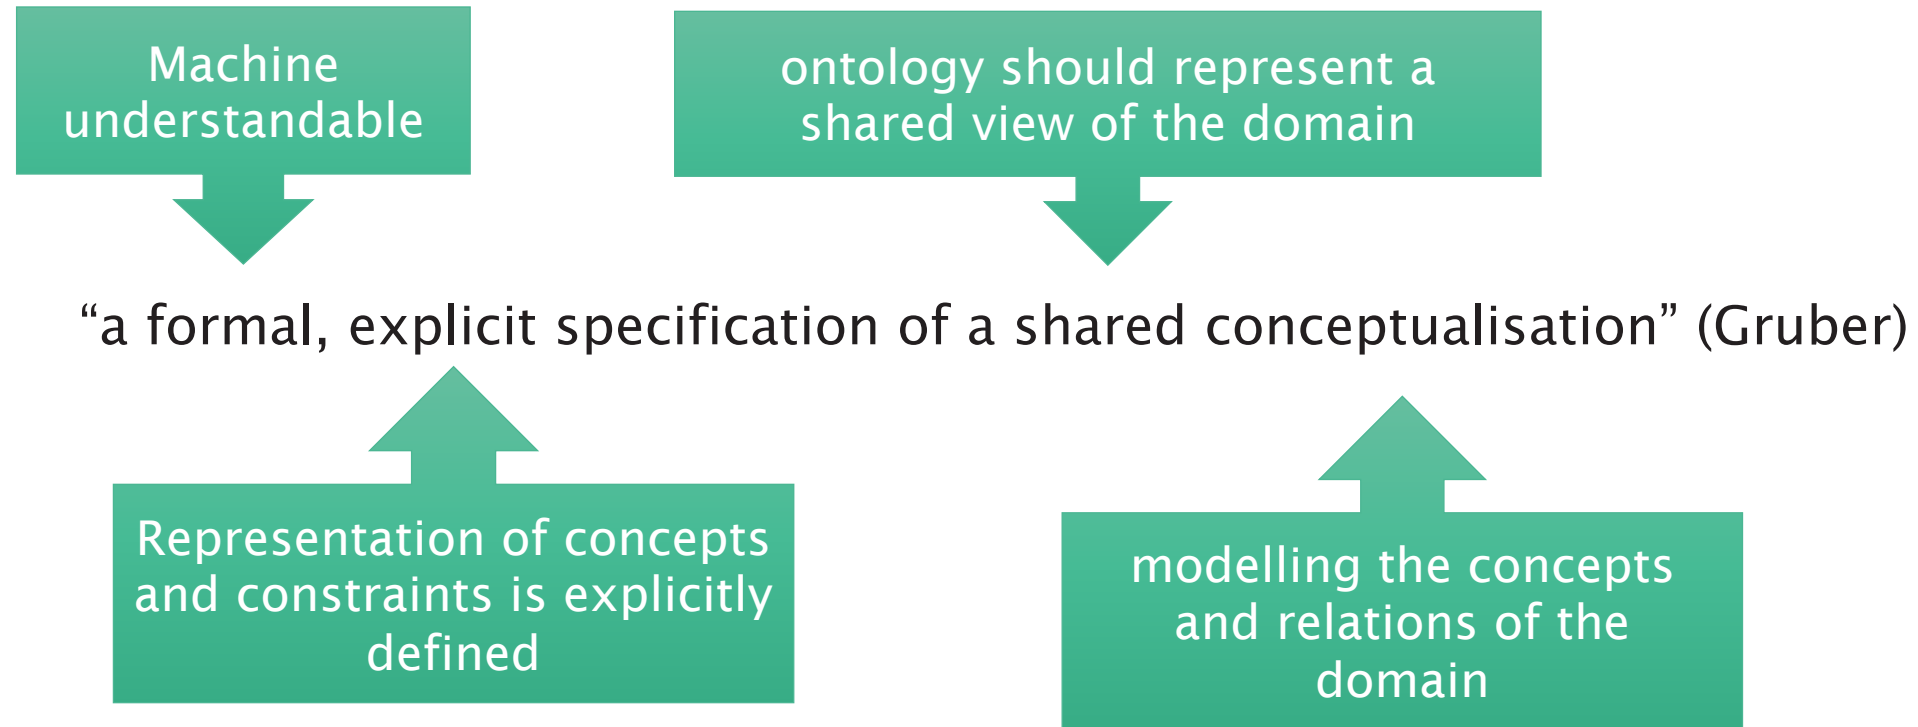 Machine
understandable
ontology should represent a
shared view of the domain
“a formal, explicit specification of a shared conceptualisation” (Gruber)
Representation of concepts
and constraints is explicitly
defined
modelling the concepts
and relations of the
domain